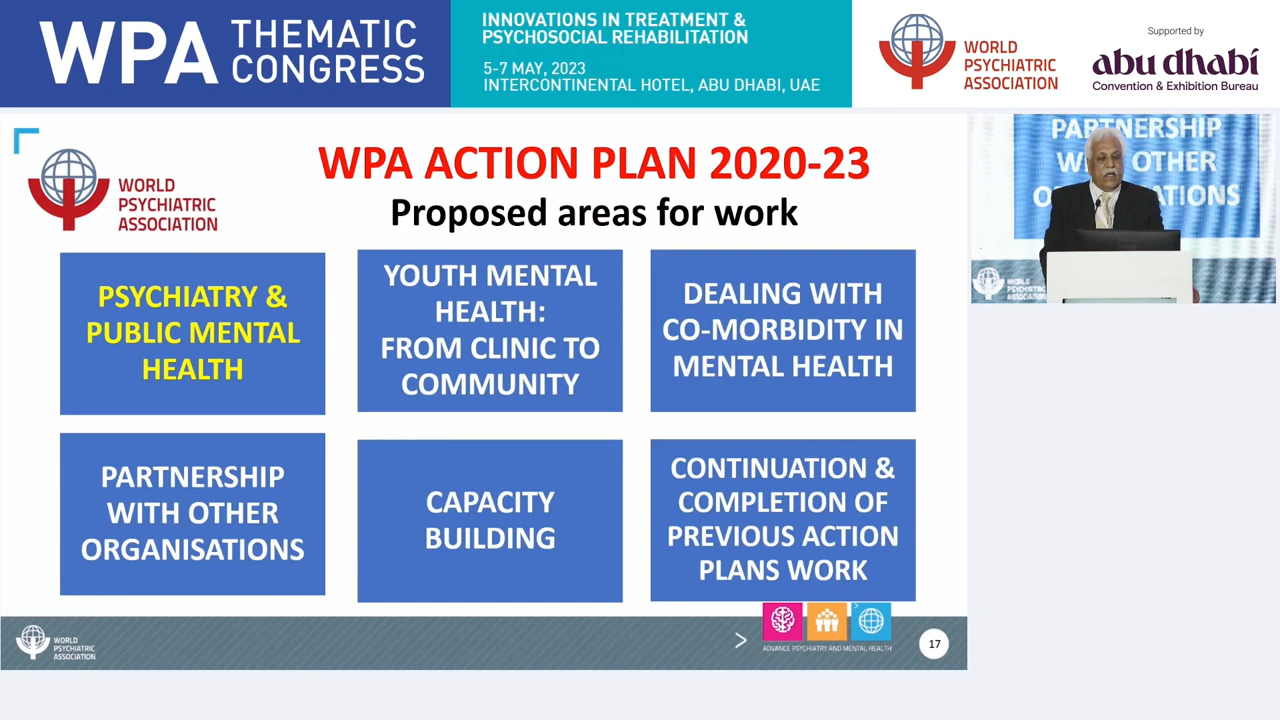 WPA THEMATIC CONGRESS
INNOVATIONS IN TREATMENT &
PSYCHOSOCIAL REHABILITATION
5-7 MAY, 2023
INTERCONTINENTAL HOTEL, ABU DHABI, UAE
WORLD
PSYCHIATRIC
ASSOCIATION
Supported by
abu dhabi
Convention & Exhibition Bureau
WORLD
PSYCHIATRIC
ASSOCIATION
WPA ACTION PLAN 2020-23
Proposed areas for work
PSYCHIATRY &
PUBLIC MENTAL
HEALTH
YOUTH MENTAL
HEALTH:
FROM CLINIC TO
COMMUNITY
DEALING WITH
CO-MORBIDITY IN
MENTAL HEALTH
PARTNERSHIP
WITH OTHER
ORGANISATIONS
CAPACITY
BUILDING
CONTINUATION &
COMPLETION OF
PREVIOUS ACTION
PLANS WORK
WORLD
PSYCHIATRIC
ASSOCIATION
>
ADVANCE PSYCHIATRY AND MENTAL HEALTH
17
PARTNERSHIP
OTHER
WORLD
PSYCHIATRIC
ASSOCIATION